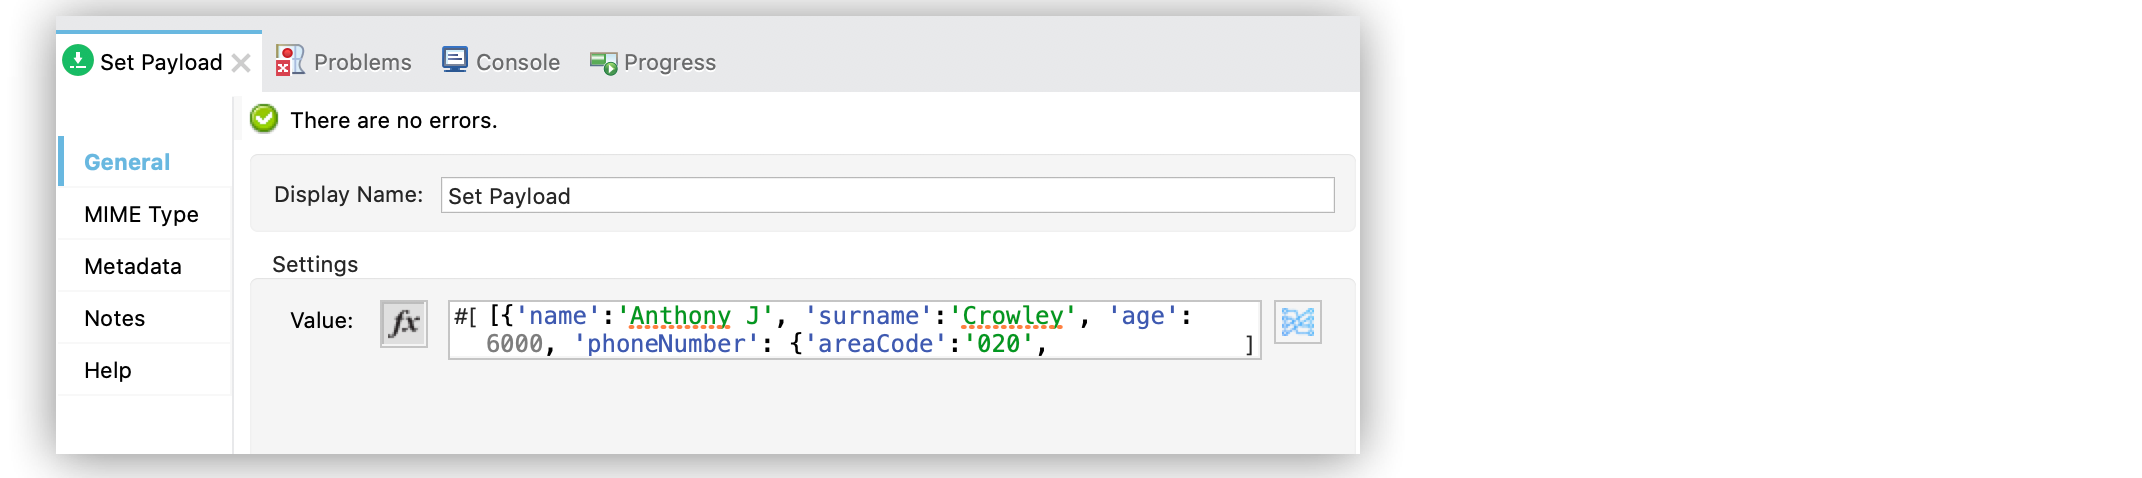 Set Payload Problems Console Progress
There are no errors.
General
MIME Type
Metadata
Notes
Help
Display Name: Set Payload
Settings
Value: fx #[ [{'name':'Anthony J', 'surname':'Crowley', 'age':
6000, 'phoneNumber': {'areaCode':'020', ]